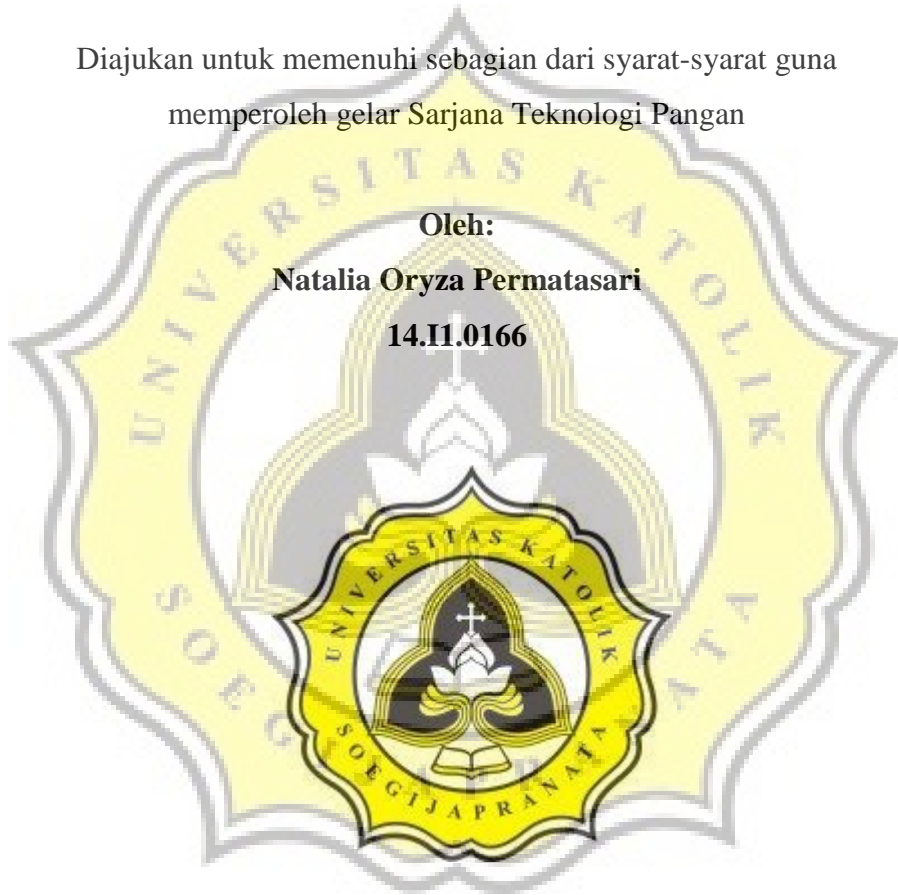 Diajukan untuk memenuhi sebagian dari syarat-syarat guna
memperoleh gelar Sarjana Teknologi Pangan
Oleh:
Natalia Oryza Permatasari
14.I1.0166
UNIVERSITAS KATOLIK
SOEGIJAPRANATA
UNIVERSITAS KATOLIK
SOEGIJAPRANATA